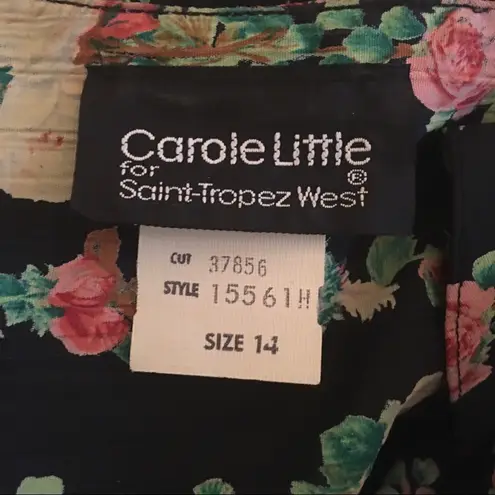 Carole Little
for ®
Saint-Tropez West
CUT 37856
STYLE 15561H
SIZE 14